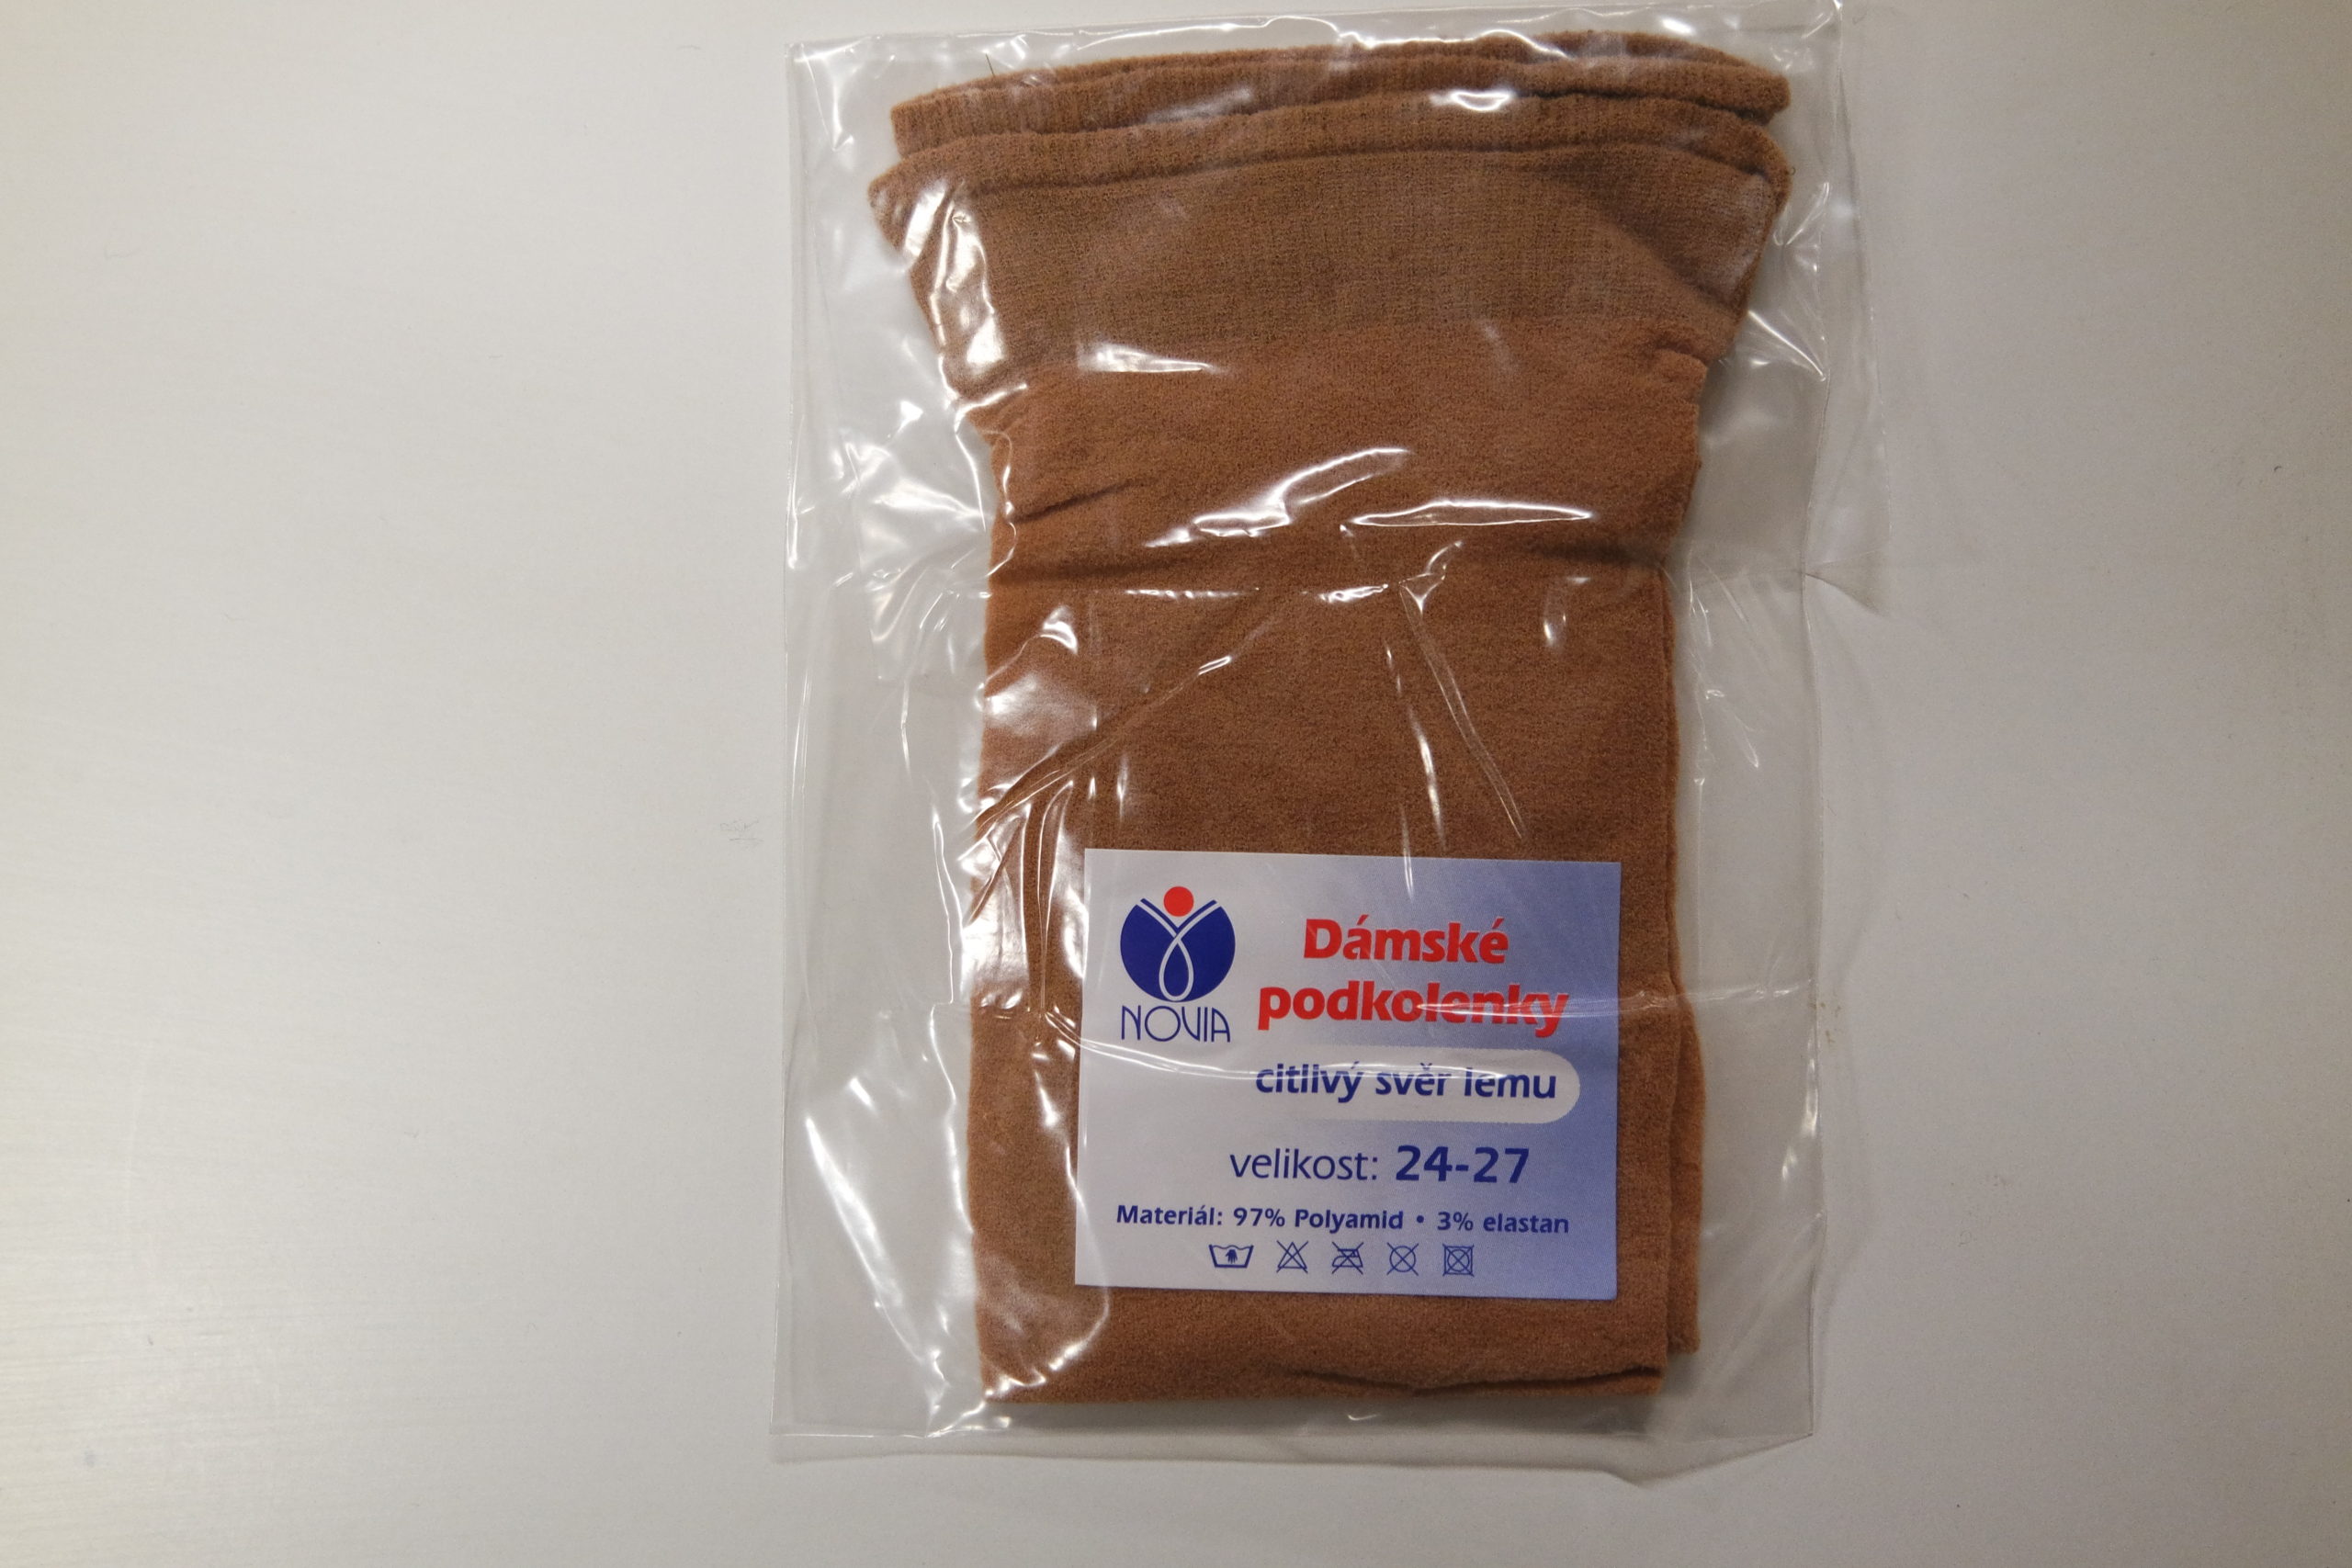 NOVIA
Dámské
podkolenky
citlivý svěr lemu
velikost: 24-27
Materiál: 97% Polyamid • 3% elastan